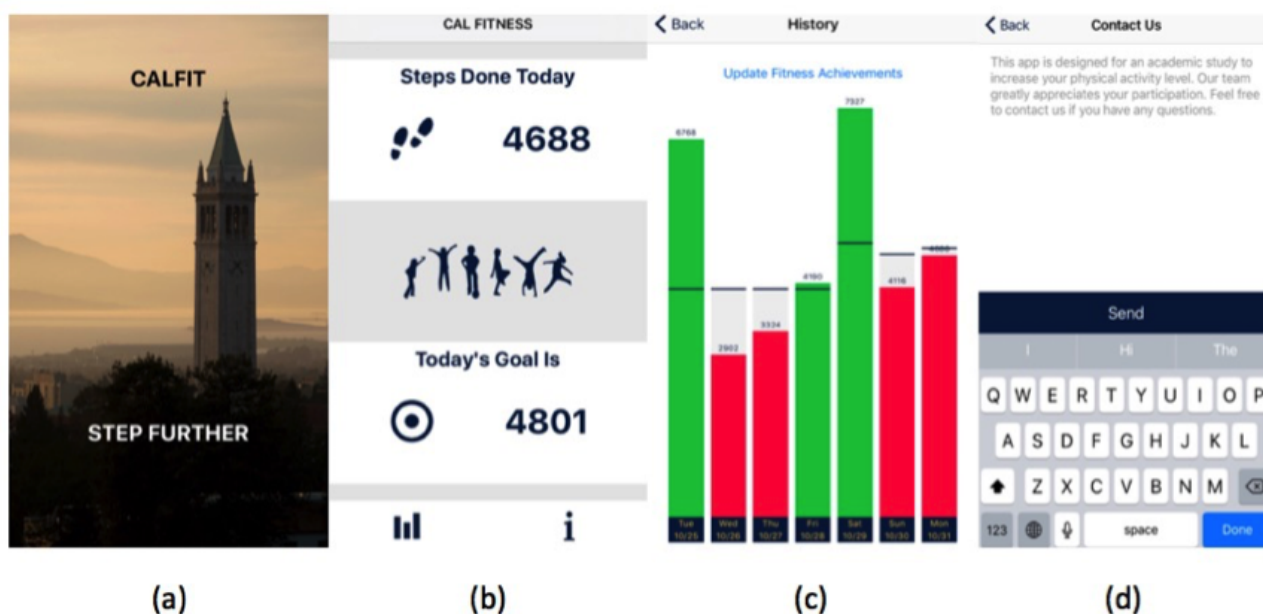 CALFIT
STEP FURTHER
CAL FITNESS
Steps Done Today
4688
Today's Goal Is
4801
Back
History
Update Fitness Achievements
6768
2902
3324
4190
7327
4116
4688
Tue Wed Thu Fri Sat Sun Mon
10/25 10/26 10/27 10/28 10/29 10/30 10/31
Back
Contact Us
This app is designed for an academic study to
increase your physical activity level. Our team
greatly appreciates your participation. Feel free
to contact us if you have any questions.
Send
I Hi The
Q W E R T Y U I O P
A S D F G H J K L
Z X C V B N M
123 space Done
(a) (b) (c) (d)